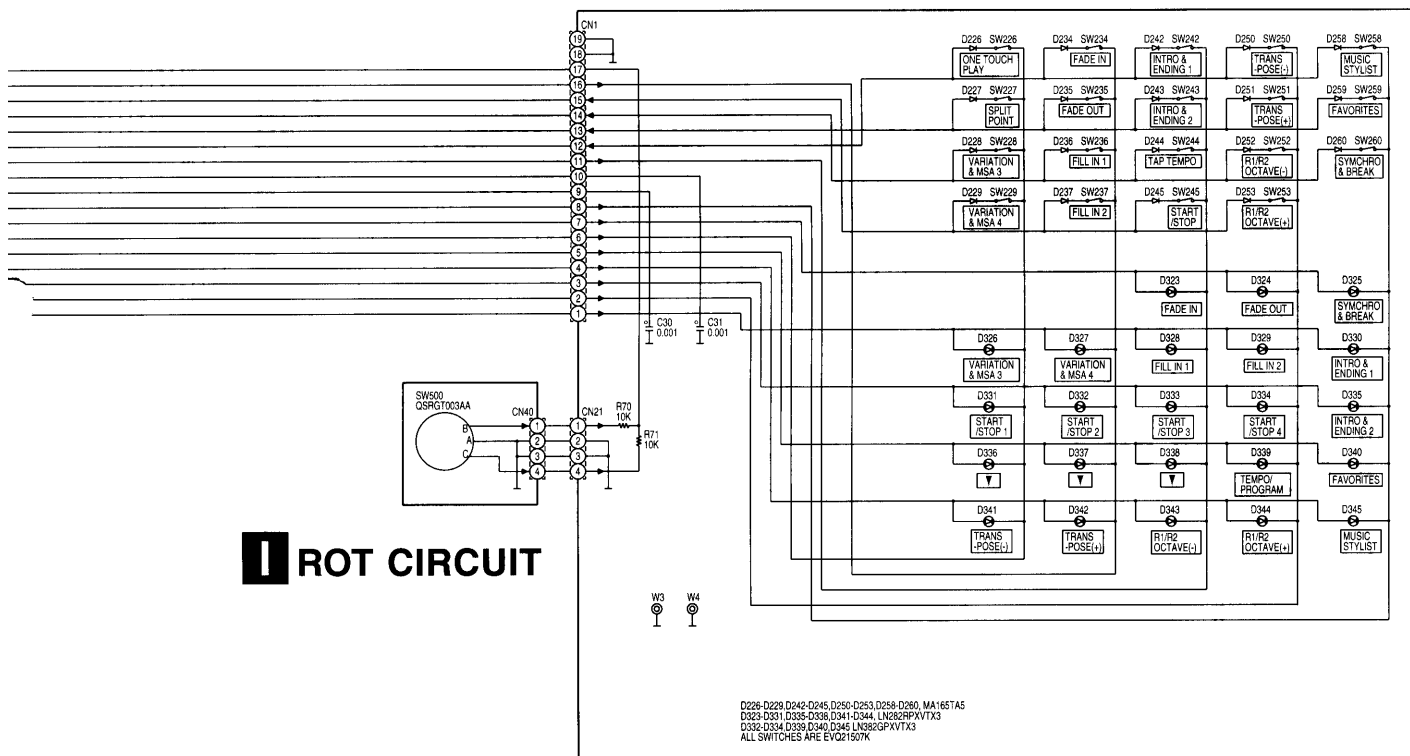 CN1
19
18
17
16
15
14
13
12
11
10
9
8
7
6
5
4
3
2
1
D226 SW226
ONE TOUCH
PLAY
D234 SW234
FADE IN
D242 SW242
INTRO &
ENDING 1
D250 SW250
TRANS
-POSE(-)
D258 SW258
MUSIC
STYLIST
D227 SW227
SPLIT
POINT
D235 SW235
FADE OUT
D243 SW243
INTRO &
ENDING 2
D251 SW251
TRANS
-POSE(+)
D259 SW259
FAVORITES
D228 SW228
VARIATION
& MSA 3
D236 SW236
FILL IN 1
D244 SW244
TAP TEMPO
D252 SW252
R1/R2
OCTAVE(-)
D260 SW260
SYMCHRO
& BREAK
D229 SW229
VARIATION
& MSA 4
D237 SW237
FILL IN 2
D245 SW245
START
/STOP
D253 SW253
R1/R2
OCTAVE(+)
D323
FADE IN
D324
FADE OUT
D325
SYMCHRO
& BREAK
C30
0.001
C31
0.001
D326
VARIATION
& MSA 3
D327
VARIATION
& MSA 4
D328
FILL IN 1
D329
FILL IN 2
D330
INTRO &
ENDING 1
D331
START
/STOP 1
D332
START
/STOP 2
D333
START
/STOP 3
D334
START
/STOP 4
D335
INTRO &
ENDING 2
D336
▼
D337
▼
D338
▼
D339
TEMPO/
PROGRAM
D340
FAVORITES
D341
TRANS
-POSE(-)
D342
TRANS
-POSE(+)
D343
R1/R2
OCTAVE(-)
D344
R1/R2
OCTAVE(+)
D345
MUSIC
STYLIST
SW500
QSRGT003AA
B
A
C
CN40
1
2
3
4
CN21
1
2
3
4
R70
10K
R71
10K
I ROT CIRCUIT
W3
W4
D226-D229,D242-D245,D250-D253,D258-D260, MA165TA5
D323-D331,D335-D338,D341-D344, LN282RPXVTX3
D332-D334,D339,D340,D345 LN382GPXVTX3
ALL SWITCHES ARE EVQ21507K